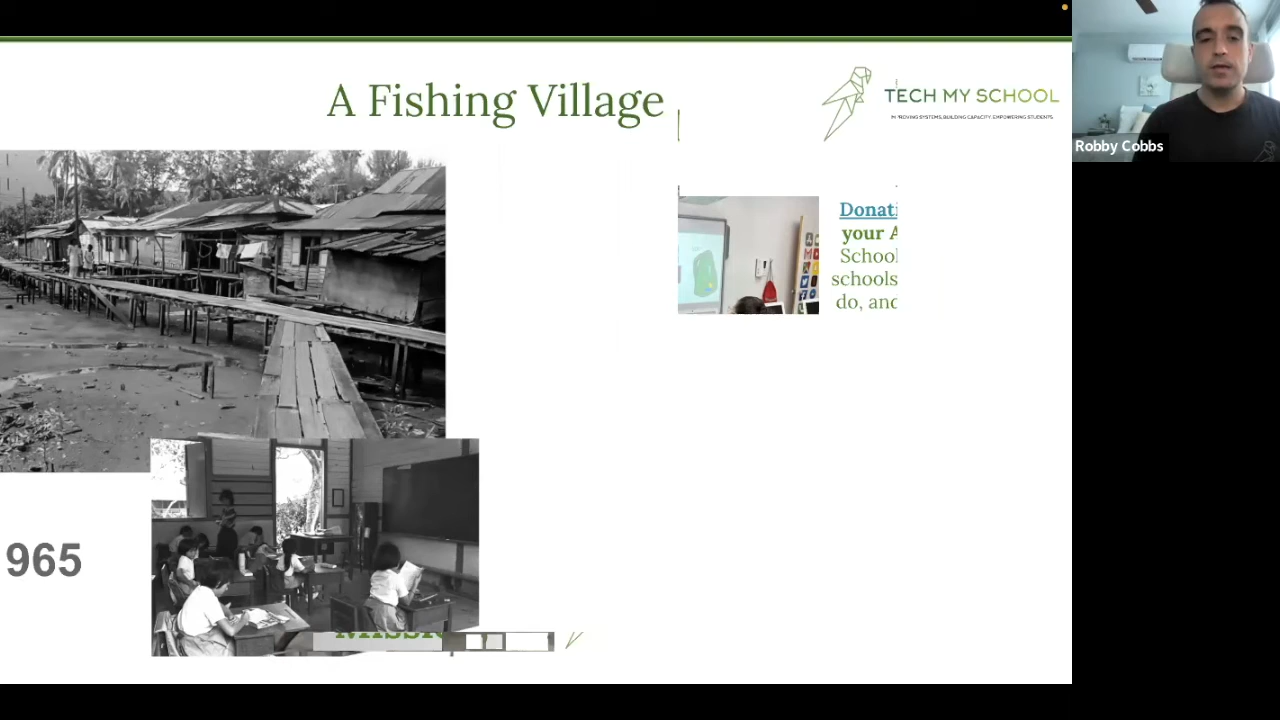 A Fishing Village
TECH MY SCHOOL
IMPROVING SYSTEMS, BUILDING CAPACITY, EMPOWERING STUDENTS
Robby Cobbs
Donati
your A
School
schools
do, and
965